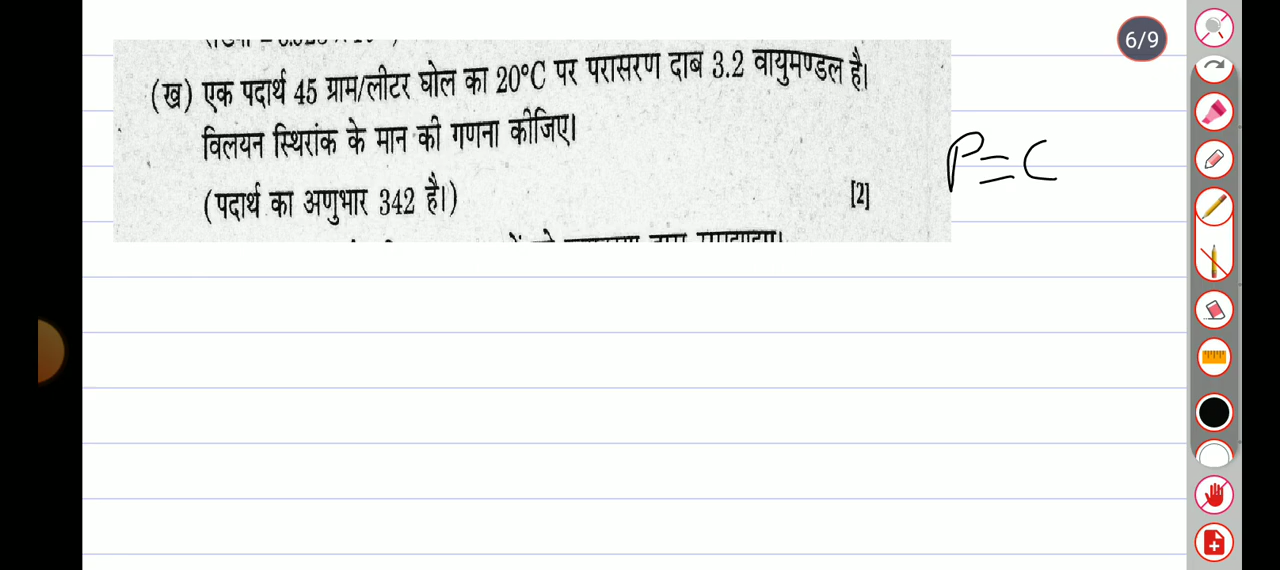 6/9
(ख) एक पदार्थ 45 ग्राम/लीटर घोल का 20°C पर परासरण दाब 3.2 वायुमण्डल है।
विलयन स्थिरांक के मान की गणना कीजिए।
(पदार्थ का अणुभार 342 है।) [2]
P=C